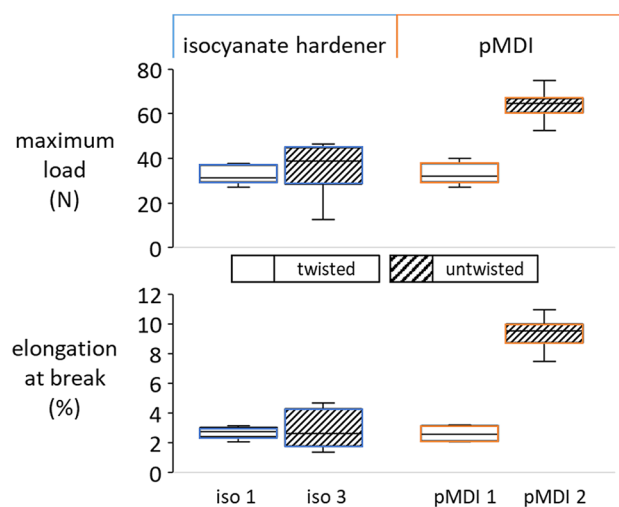 isocyanate hardener
pMDI
80
60
40
20
0
maximum
load
(N)
twisted
untwisted
12
10
8
6
4
2
0
elongation
at break
(%)
iso 1
iso 3
pMDI 1
pMDI 2